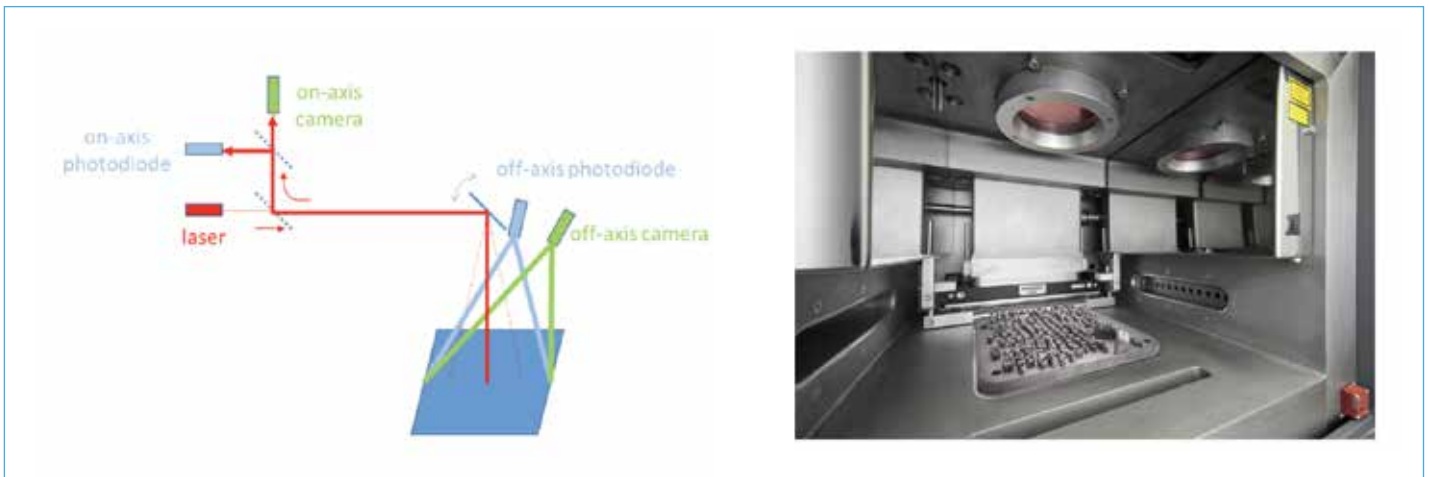 on-axis
camera
on-axis
photodiode
off-axis photodiode
laser
off-axis camera